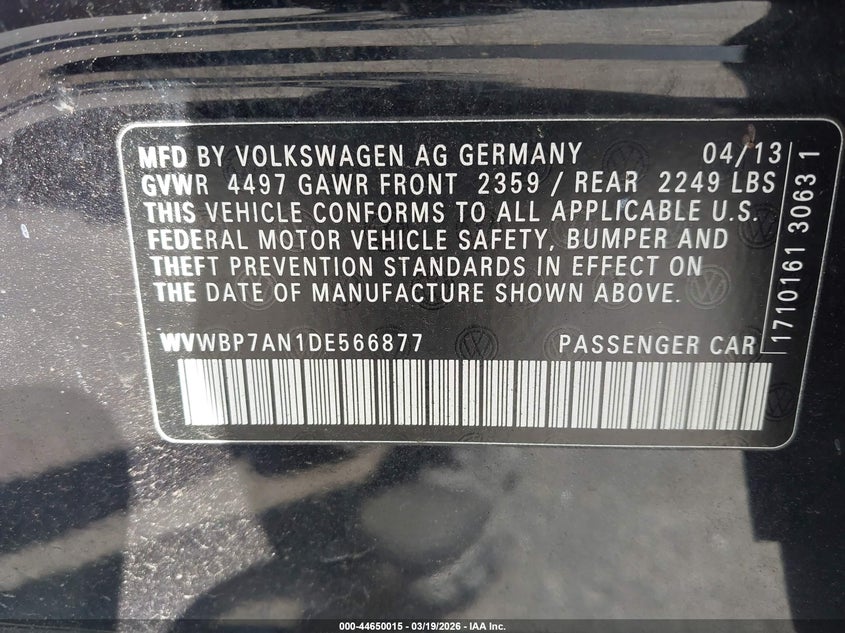 MFD BY VOLKSWAGEN AG GERMANY 04/13
GVWR 4497 GAWR FRONT 2359 / REAR 2249 LBS
THIS VEHICLE CONFORMS TO ALL APPLICABLE U.S.
FEDERAL MOTOR VEHICLE SAFETY, BUMPER AND
THEFT PREVENTION STANDARDS IN EFFECT ON
THE DATE OF MANUFACTURE SHOWN ABOVE.
WVWBP7AN1DE566877 PASSENGER CAR
1710161 3063 1
000-44650015 — 03/19/2026 — IAA Inc.